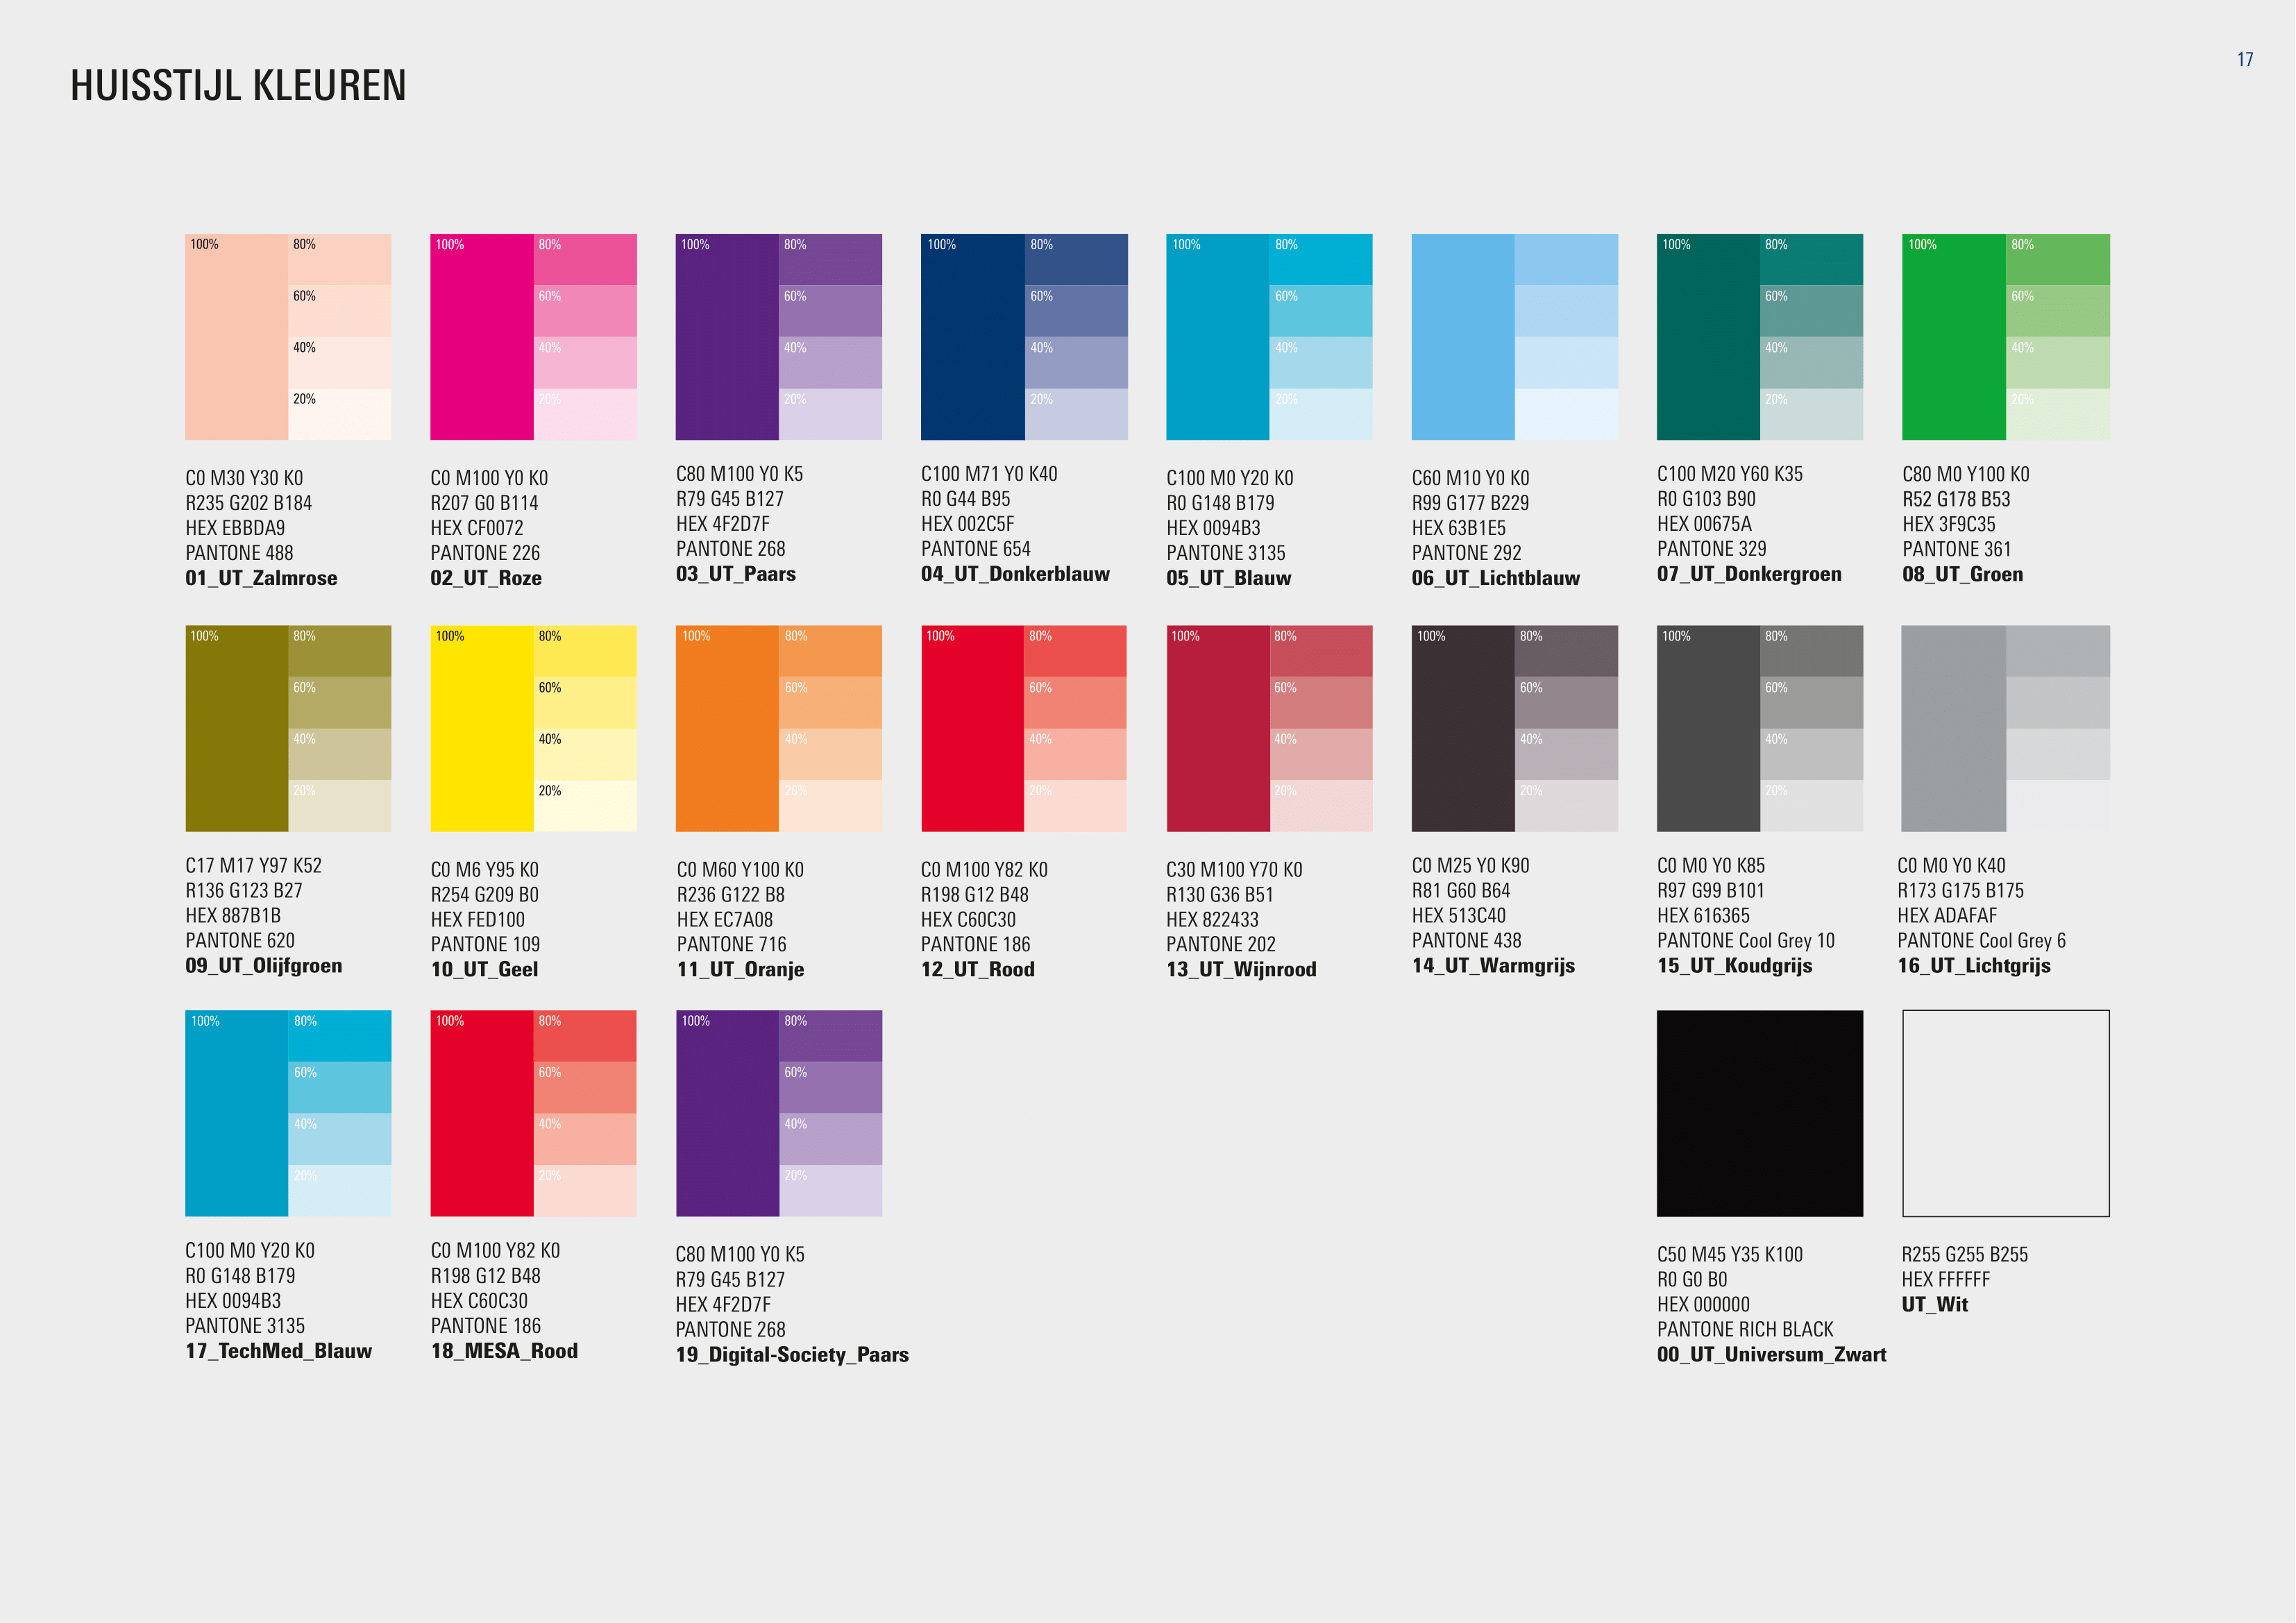 17
HUISSTIJL KLEUREN
100%
80%
60%
40%
20%
C0 M30 Y30 K0
R235 G202 B184
HEX EBBDA9
PANTONE 488
01_UT_Zalmrose
100%
80%
60%
40%
20%
C0 M100 Y0 K0
R207 G0 B114
HEX CF0072
PANTONE 226
02_UT_Roze
100%
80%
60%
40%
20%
C80 M100 Y0 K5
R79 G45 B127
HEX 4F2D7F
PANTONE 268
03_UT_Paars
100%
80%
60%
40%
20%
C100 M71 Y0 K40
R0 G44 B95
HEX 002C5F
PANTONE 654
04_UT_Donkerblauw
100%
80%
60%
40%
20%
C100 M0 Y20 K0
R0 G148 B179
HEX 0094B3
PANTONE 3135
05_UT_Blauw
C60 M10 Y0 K0
R99 G177 B229
HEX 63B1E5
PANTONE 292
06_UT_Lichtblauw
100%
80%
60%
40%
20%
C100 M20 Y60 K35
R0 G103 B90
HEX 00675A
PANTONE 329
07_UT_Donkergroen
100%
80%
60%
40%
20%
C80 M0 Y100 K0
R52 G178 B53
HEX 3F9C35
PANTONE 361
08_UT_Groen
100%
80%
60%
40%
20%
C17 M17 Y97 K52
R136 G123 B27
HEX 887B1B
PANTONE 620
09_UT_Olijfgroen
100%
80%
60%
40%
20%
C0 M6 Y95 K0
R254 G209 B0
HEX FED100
PANTONE 109
10_UT_Geel
100%
80%
60%
40%
20%
C0 M60 Y100 K0
R236 G122 B8
HEX EC7A08
PANTONE 716
11_UT_Oranje
100%
80%
60%
40%
20%
C0 M100 Y82 K0
R198 G12 B48
HEX C60C30
PANTONE 186
12_UT_Rood
100%
80%
60%
40%
20%
C30 M100 Y70 K0
R130 G36 B51
HEX 822433
PANTONE 202
13_UT_Wijnrood
100%
80%
60%
40%
20%
C0 M25 Y0 K90
R81 G60 B64
HEX 513C40
PANTONE 438
14_UT_Warmgrijs
100%
80%
60%
40%
20%
C0 M0 Y0 K85
R97 G99 B101
HEX 616365
PANTONE Cool Grey 10
15_UT_Koudgrijs
C0 M0 Y0 K40
R173 G175 B175
HEX ADAFAF
PANTONE Cool Grey 6
16_UT_Lichtgrijs
100%
80%
60%
40%
20%
C100 M0 Y20 K0
R0 G148 B179
HEX 0094B3
PANTONE 3135
17_TechMed_Blauw
100%
80%
60%
40%
20%
C0 M100 Y82 K0
R198 G12 B48
HEX C60C30
PANTONE 186
18_MESA_Rood
100%
80%
60%
40%
20%
C80 M100 Y0 K5
R79 G45 B127
HEX 4F2D7F
PANTONE 268
19_Digital-Society_Paars
C50 M45 Y35 K100
R0 G0 B0
HEX 000000
PANTONE RICH BLACK
00_UT_Universum_Zwart
R255 G255 B255
HEX FFFFFF
UT_Wit